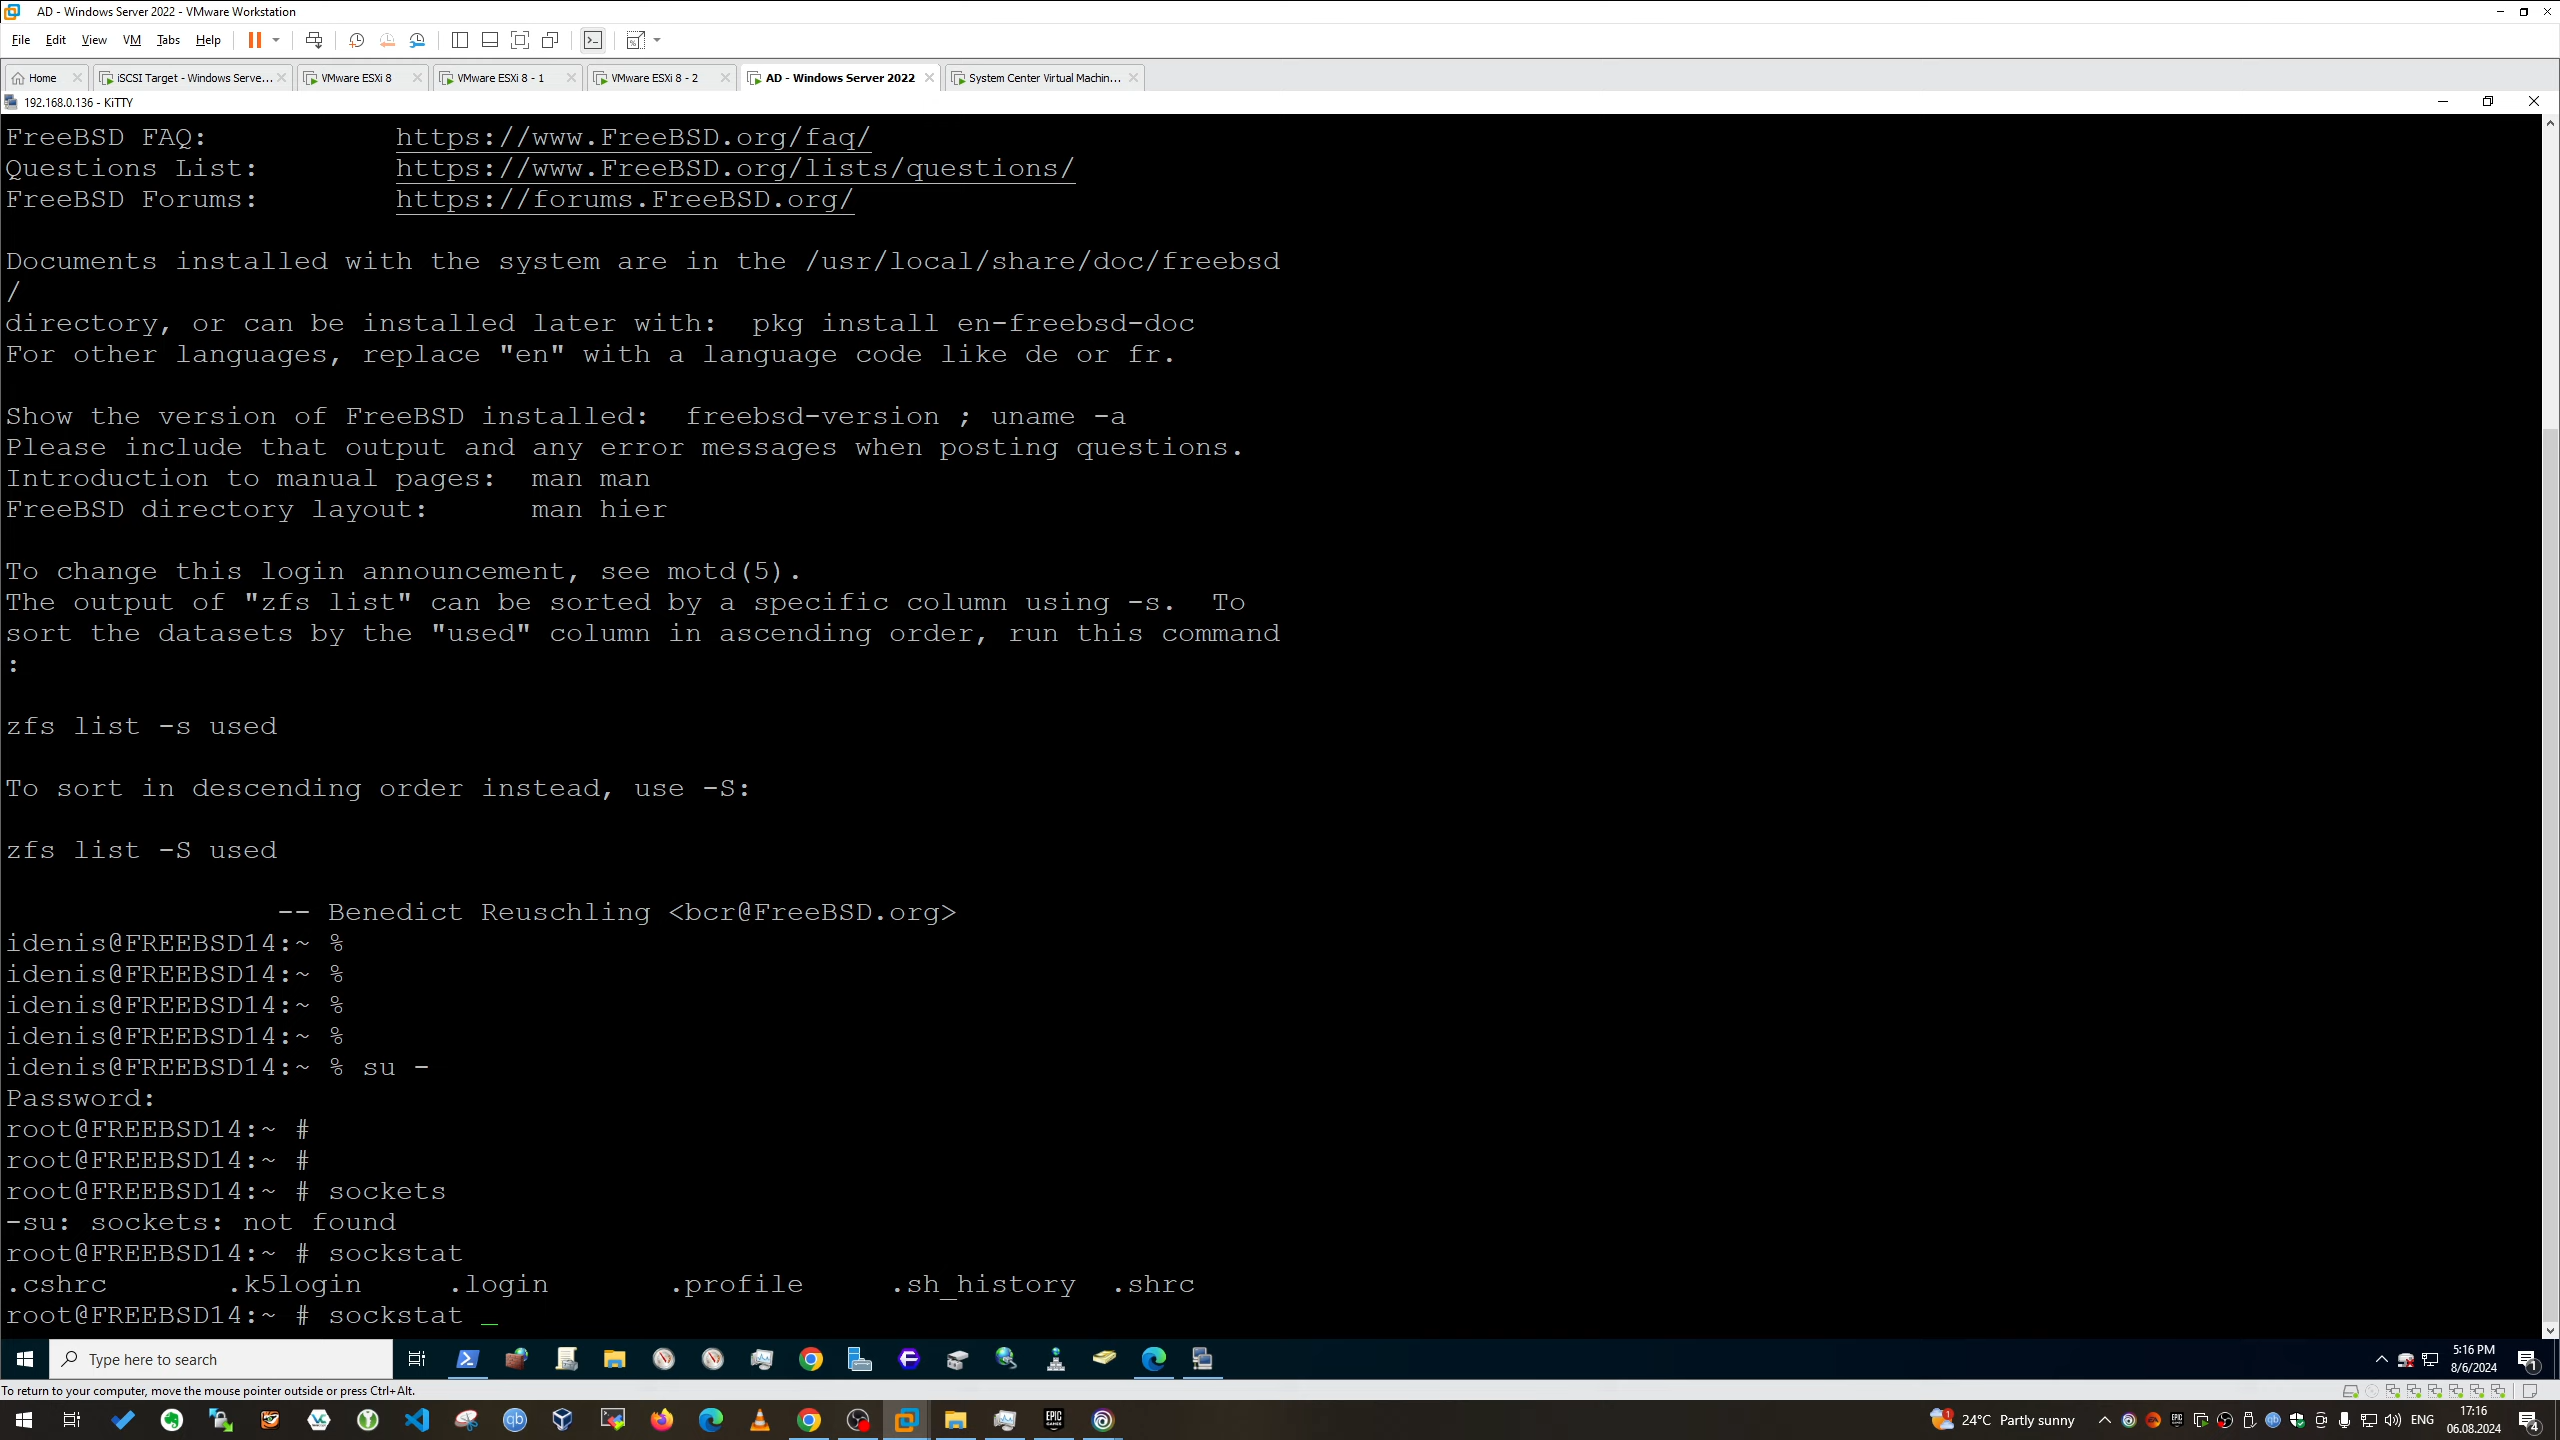 AD - Windows Server 2022 - VMware Workstation
File Edit View VM Tabs Help
Home iSCSI Target - Windows Serve... VMware ESXi 8 VMware ESXi 8 - 1 VMware ESXi 8 - 2 AD - Windows Server 2022 System Center Virtual Machin...
192.168.0.136 - KiTTY
FreeBSD FAQ: https://www.FreeBSD.org/faq/
Questions List: https://www.FreeBSD.org/lists/questions/
FreeBSD Forums: https://forums.FreeBSD.org/
Documents installed with the system are in the /usr/local/share/doc/freebsd
/
directory, or can be installed later with: pkg install en-freebsd-doc
For other languages, replace "en" with a language code like de or fr.
Show the version of FreeBSD installed: freebsd-version ; uname -a
Please include that output and any error messages when posting questions.
Introduction to manual pages: man man
FreeBSD directory layout: man hier
To change this login announcement, see motd(5).
The output of "zfs list" can be sorted by a specific column using -s. To
sort the datasets by the "used" column in ascending order, run this command
:
zfs list -s used
To sort in descending order instead, use -S:
zfs list -S used
-- Benedict Reuschling <bcr@FreeBSD.org>
idenis@FREEBSD14:~ %
idenis@FREEBSD14:~ %
idenis@FREEBSD14:~ %
idenis@FREEBSD14:~ %
idenis@FREEBSD14:~ % su -
Password:
root@FREEBSD14:~ #
root@FREEBSD14:~ #
root@FREEBSD14:~ # sockets
-su: sockets: not found
root@FREEBSD14:~ # sockstat
.cshrc .k5login .login .profile .sh_history .shrc
root@FREEBSD14:~ # sockstat _
Type here to search
5:16 PM
8/6/2024
1
To return to your computer, move the mouse pointer outside or press Ctrl+Alt.
24°C Partly sunny
ENG
17:16
06.08.2024
4